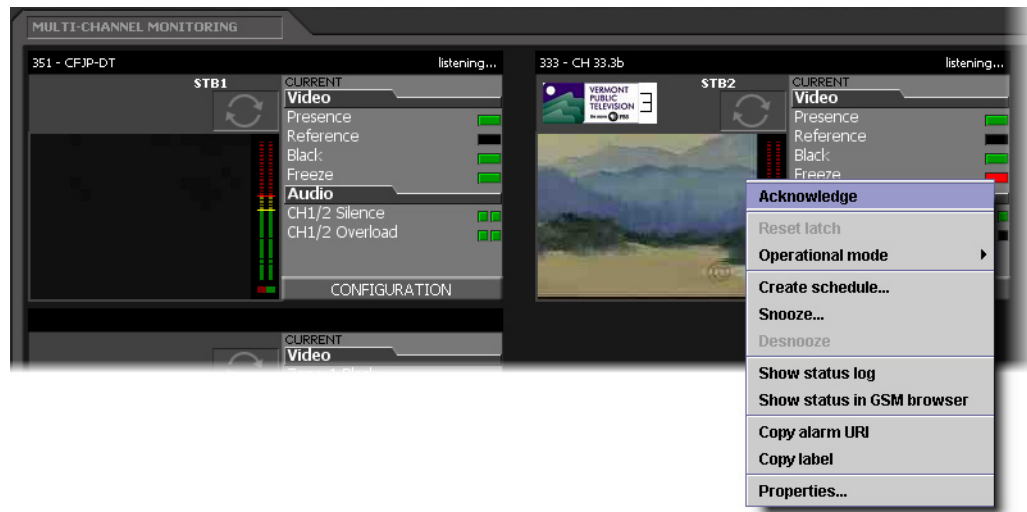 MULTI-CHANNEL MONITORING
351 - CFJP-DT
listening...
STB1
CURRENT
Video
Presence
Reference
Black
Freeze
Audio
CH1/2 Silence
CH1/2 Overload
CONFIGURATION
333 - CH 33.3b
listening...
VERMONT
PUBLIC
TELEVISION
PBS
3
STB2
CURRENT
Video
Presence
Reference
Black
Freeze
Acknowledge
Reset latch
Operational mode
Create schedule...
Snooze...
Desnooze
Show status log
Show status in GSM browser
Copy alarm URI
Copy label
Properties...
CURRENT
Video